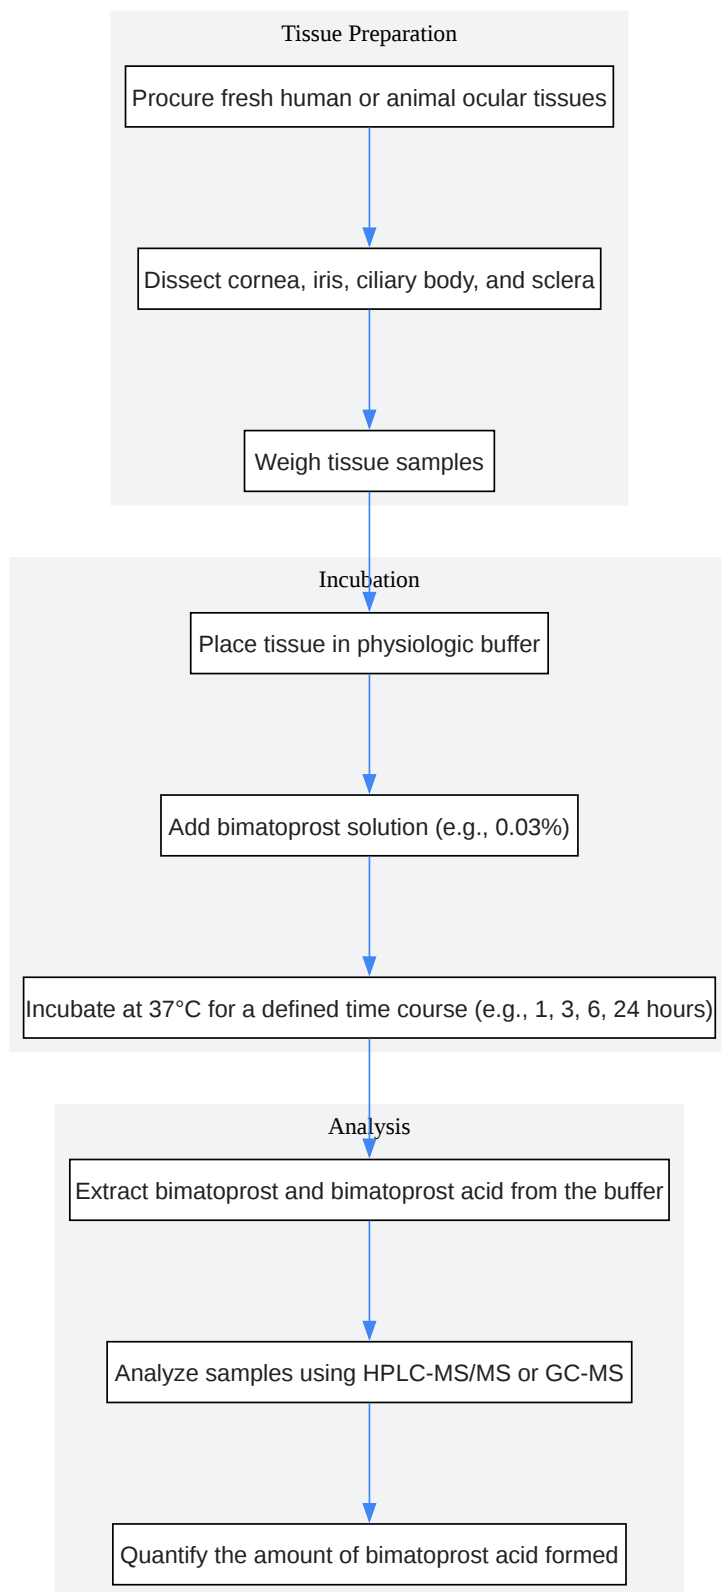 Tissue Preparation
Procure fresh human or animal ocular tissues
Dissect cornea, iris, ciliary body, and sclera
Weigh tissue samples
Incubation
Place tissue in physiologic buffer
Add bimatoprost solution (e.g., 0.03%)
Incubate at 37°C for a defined time course (e.g., 1, 3, 6, 24 hours)
Analysis
Extract bimatoprost and bimatoprost acid from the buffer
Analyze samples using HPLC-MS/MS or GC-MS
Quantify the amount of bimatoprost acid formed